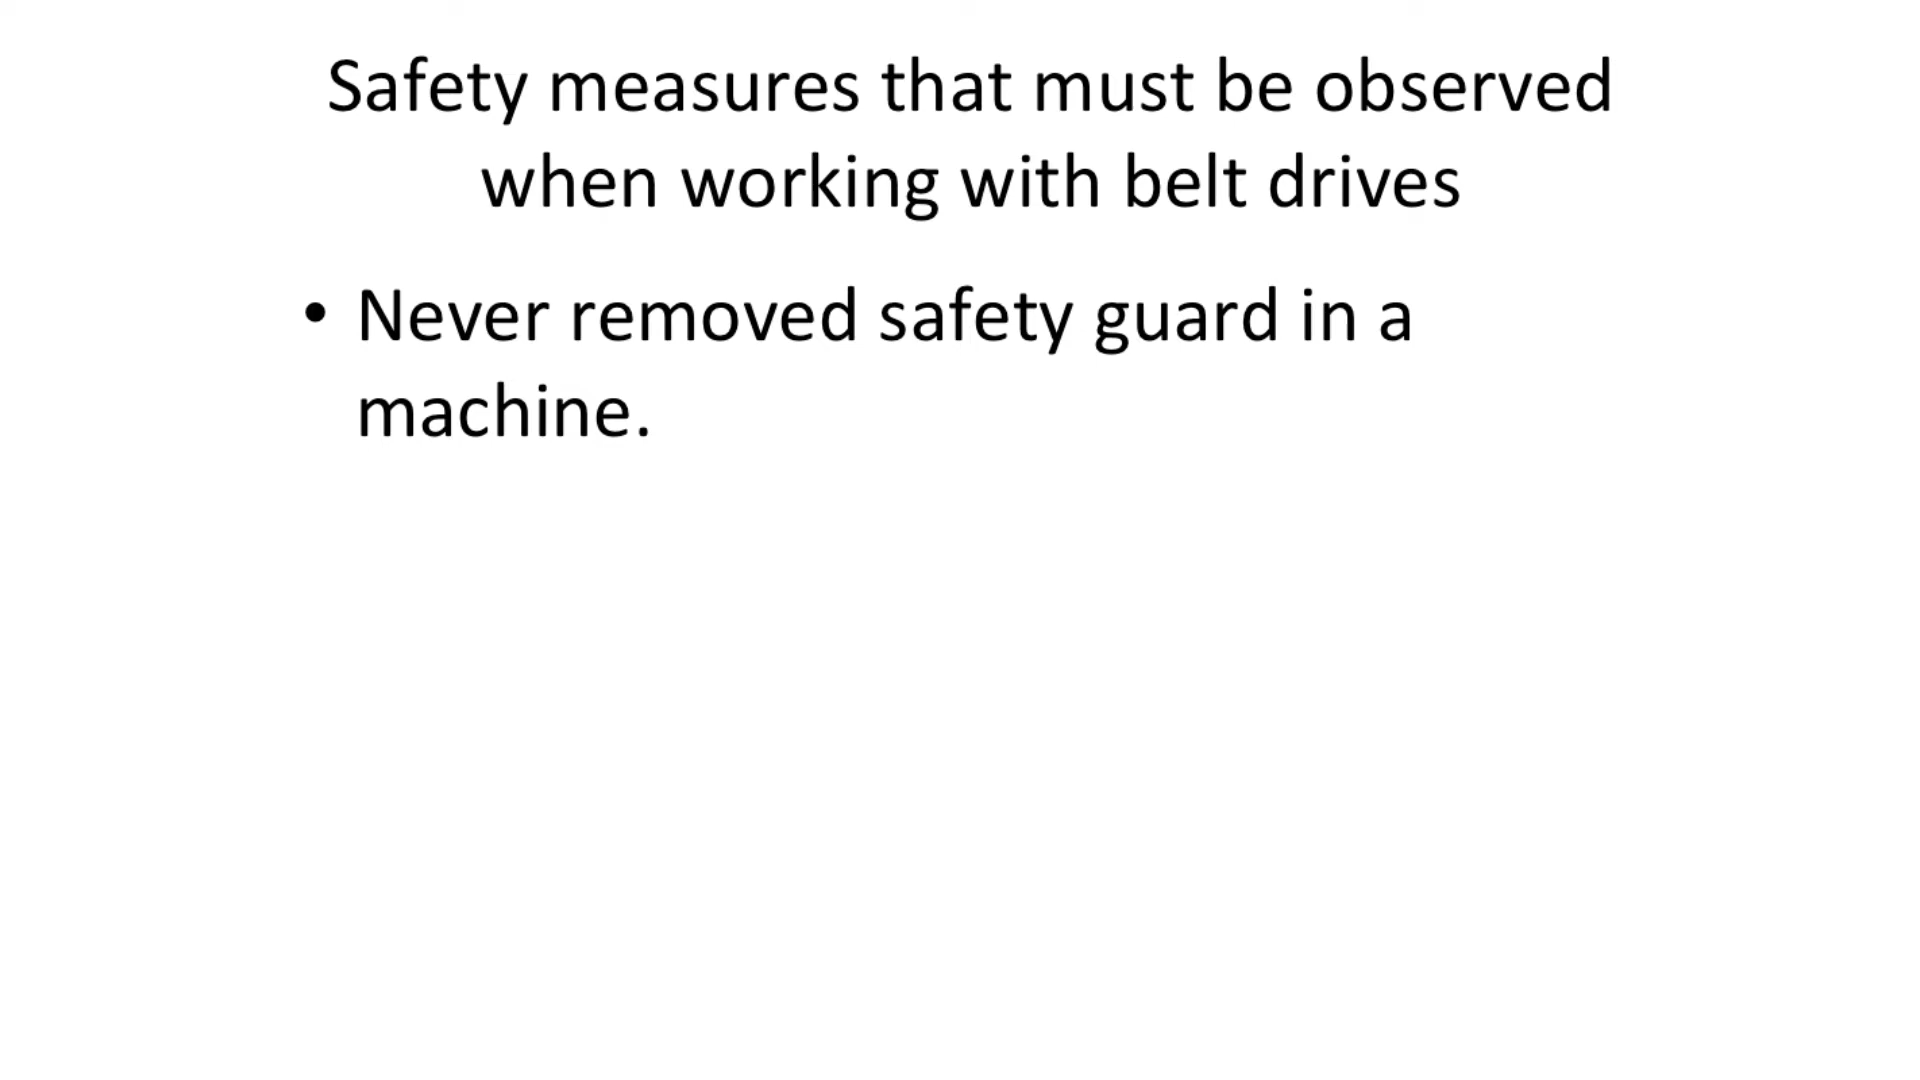 Safety measures that must be observed
when working with belt drives
• Never removed safety guard in a
machine.